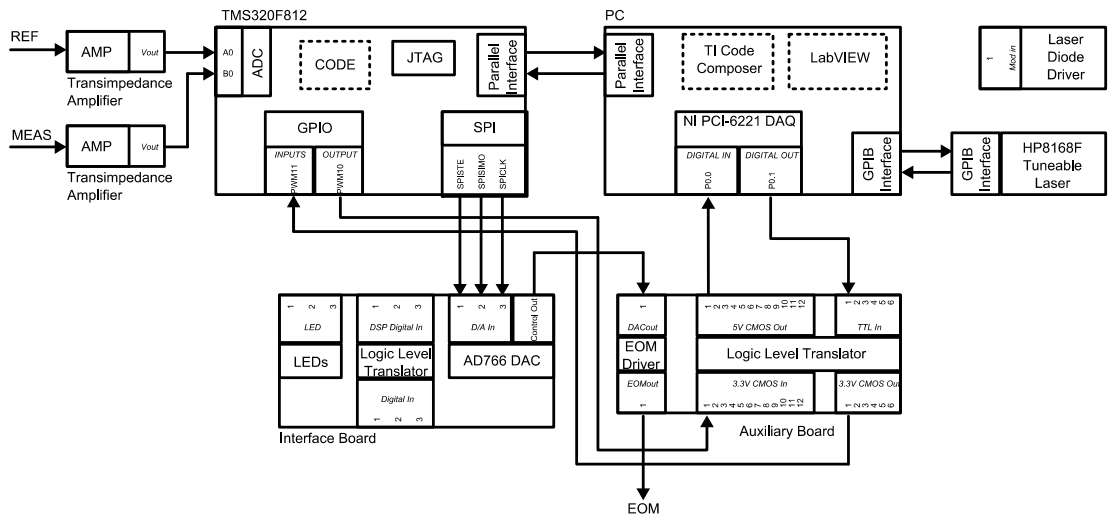 TMS320F812
PC
REF
AMP
Vout
Transimpedance
Amplifier
MEAS
AMP
Vout
Transimpedance
Amplifier
A0
B0
ADC
CODE
JTAG
Parallel
Interface
GPIO
INPUTS
OUTPUT
PWM11
PWM10
SPI
SPISTE
SPISIMO
SPICLK
Parallel
Interface
TI Code
Composer
LabVIEW
NI PCI-6221 DAQ
DIGITAL IN
DIGITAL OUT
P0.0
P0.1
GPIB
Interface
1
Mod in
Laser
Diode
Driver
GPIB
Interface
HP8168F
Tuneable
Laser
1 2 3
LED
LEDs
1 2 3
DSP Digital In
Logic Level
Translator
Digital In
1 2 3
1 2 3
D/A In
Control Out
AD766 DAC
Interface Board
1
DACout
EOM
Driver
EOMout
1
1 2 3 4 5 6 7 8 9 10 11 12
5V CMOS Out
1 2 3 4 5 6
TTL In
Logic Level Translator
3.3V CMOS In
1 2 3 4 5 6 7 8 9 10 11 12
3.3V CMOS Out
1 2 3 4 5 6
Auxiliary Board
EOM